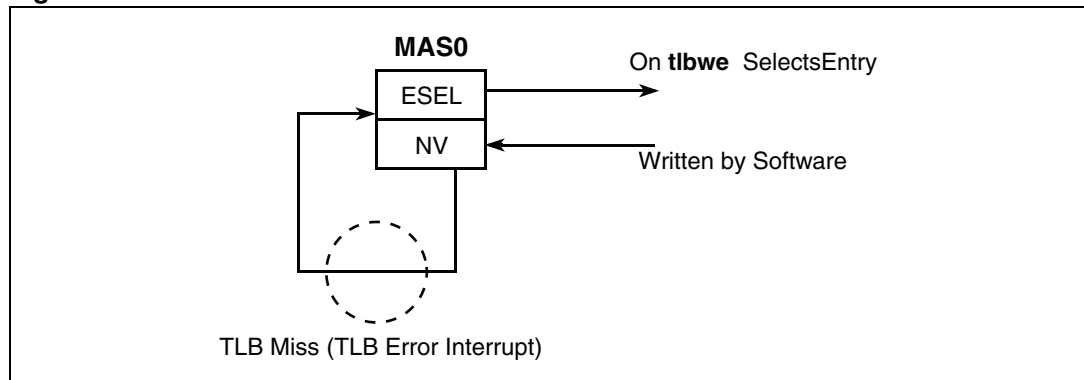 MAS0
On tlbwe SelectsEntry
ESEL
NV
Written by Software
TLB Miss (TLB Error Interrupt)